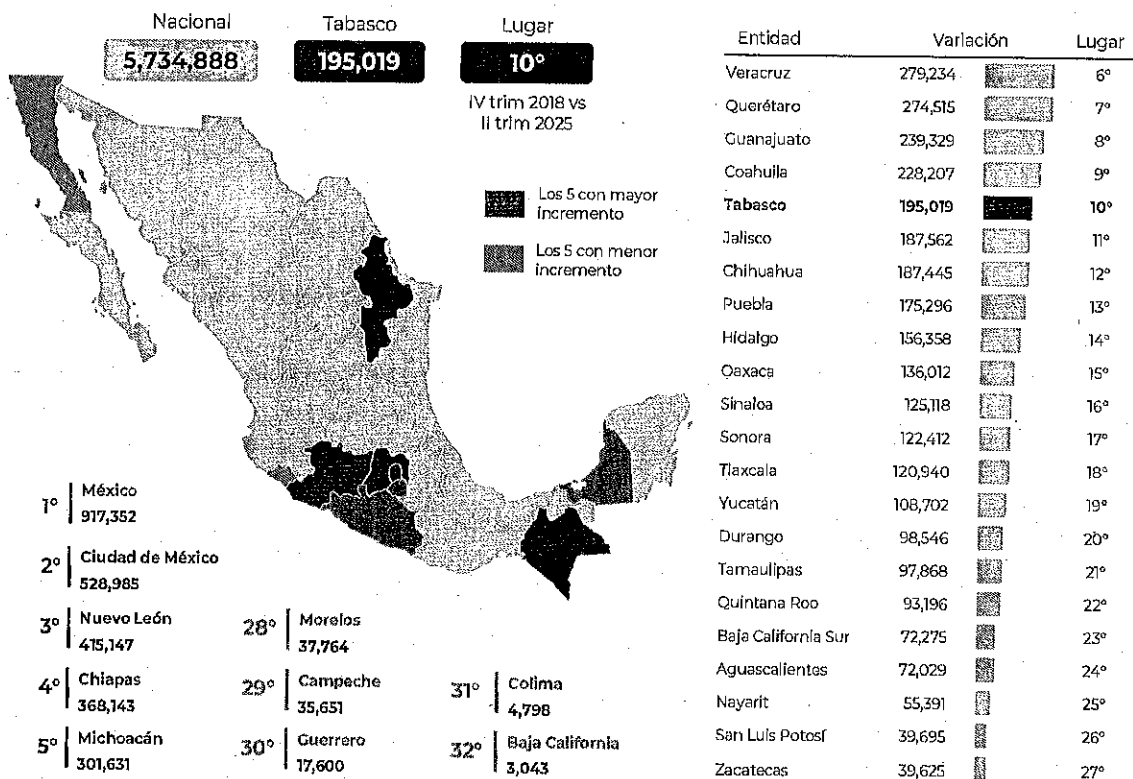 Nacional
5,734,888
Tabasco
195,019
Lugar
10°
IV trim 2018 vs
II trim 2025
Los 5 con mayor
incremento
Los 5 con menor
incremento
1° México
917,352
2° Ciudad de México
528,985
3° Nuevo León
415,147
4° Chiapas
368,143
5° Michoacán
301,631
28° Morelos
37,764
29° Campeche
35,651
30° Guerrero
17,600
31° Colima
4,798
32° Baja California
3,043
Entidad Variación Lugar
Veracruz 279,234 6°
Querétaro 274,515 7°
Guanajuato 239,329 8°
Coahuila 228,207 9°
Tabasco 195,019 10°
Jalisco 187,562 11°
Chihuahua 187,445 12°
Puebla 175,296 13°
Hidalgo 156,358 14°
Oaxaca 136,012 15°
Sinaloa 125,118 16°
Sonora 122,412 17°
Tlaxcala 120,940 18°
Yucatán 108,702 19°
Durango 98,546 20°
Tamaulipas 97,868 21°
Quintana Roo 93,196 22°
Baja California Sur 72,275 23°
Aguascalientes 72,029 24°
Nayarit 55,391 25°
San Luis Potosí 39,695 26°
Zacatecas 39,625 27°